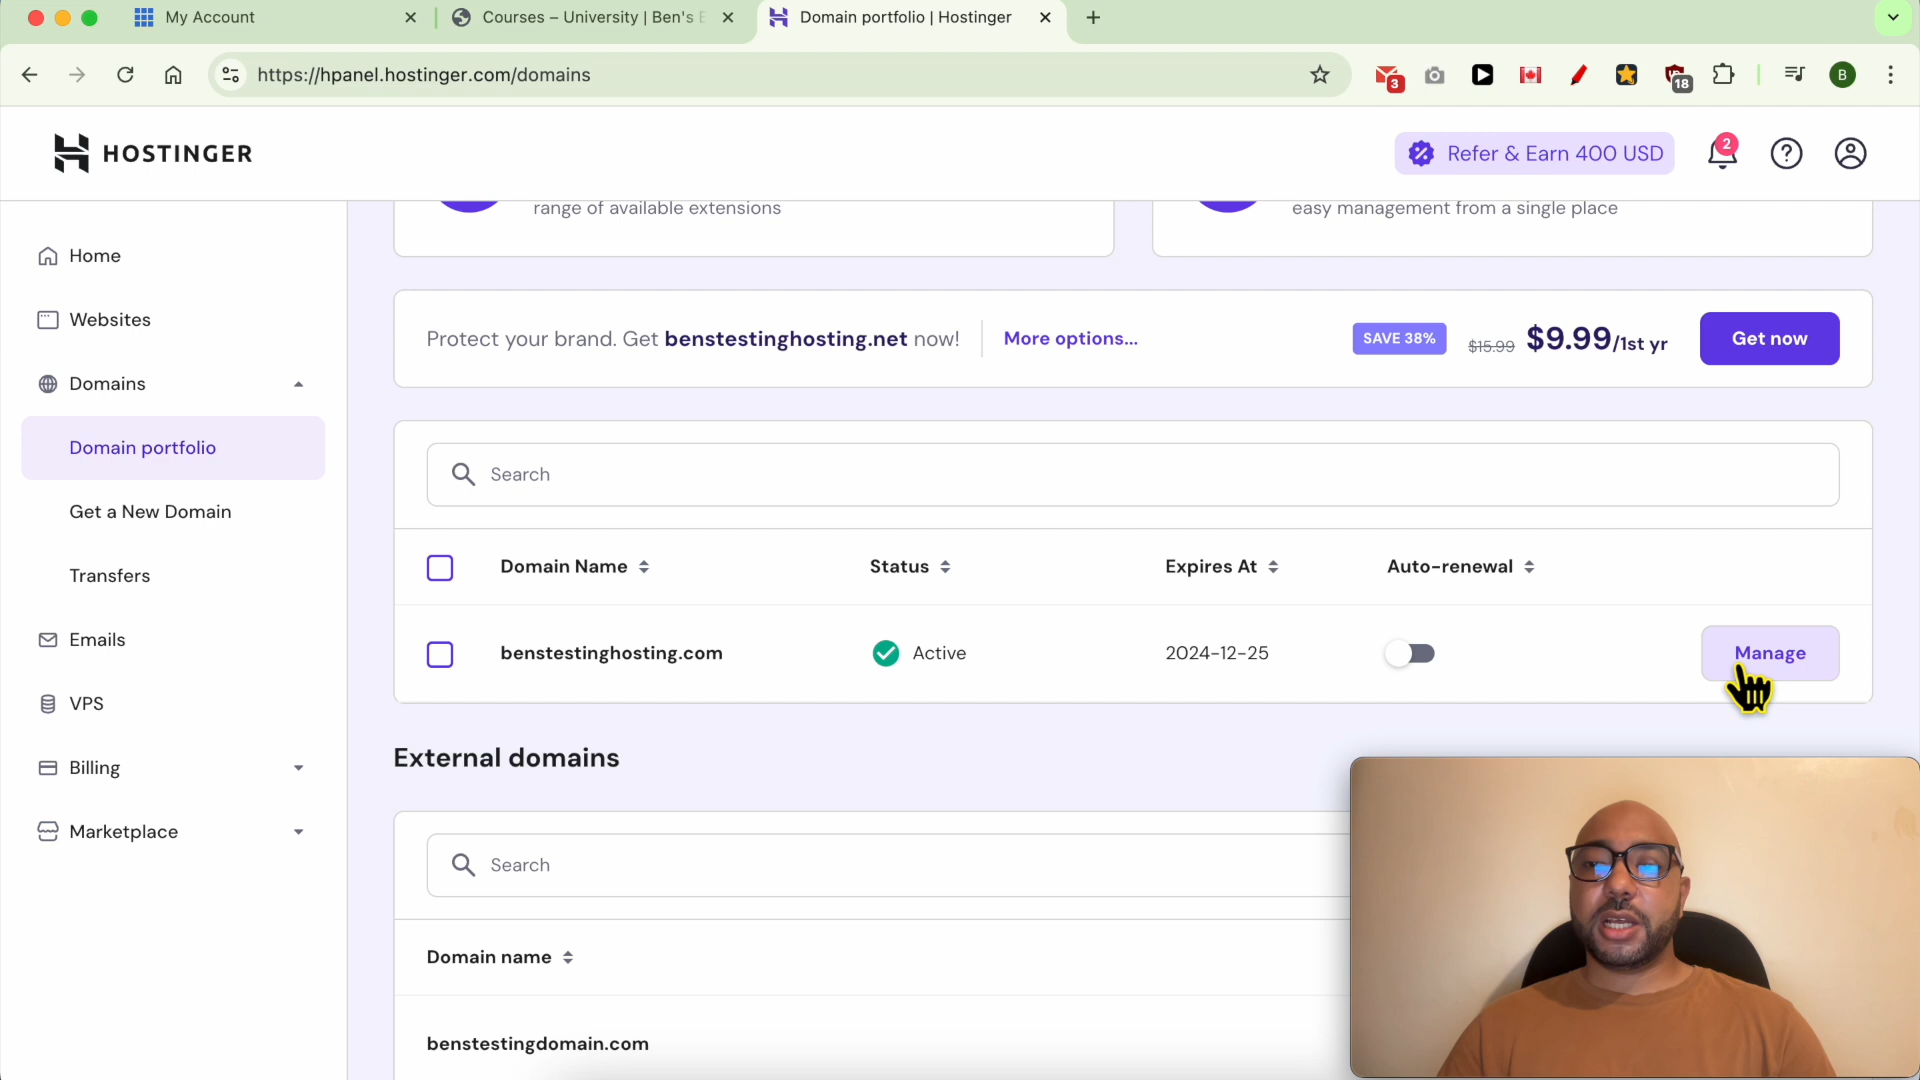 My Account
Courses – University | Ben's
Domain portfolio | Hostinger
https://hpanel.hostinger.com/domains
3
18
B
HOSTINGER
Refer & Earn 400 USD
2
range of available extensions
easy management from a single place
Home
Websites
Domains
Domain portfolio
Get a New Domain
Transfers
Emails
VPS
Billing
Marketplace
Protect your brand. Get benstestinghosting.net now!
More options...
SAVE 38%
$15.99
$9.99/1st yr
Get now
Search
Domain Name
Status
Expires At
Auto-renewal
benstestinghosting.com
Active
2024-12-25
Manage
External domains
Search
Domain name
benstestingdomain.com